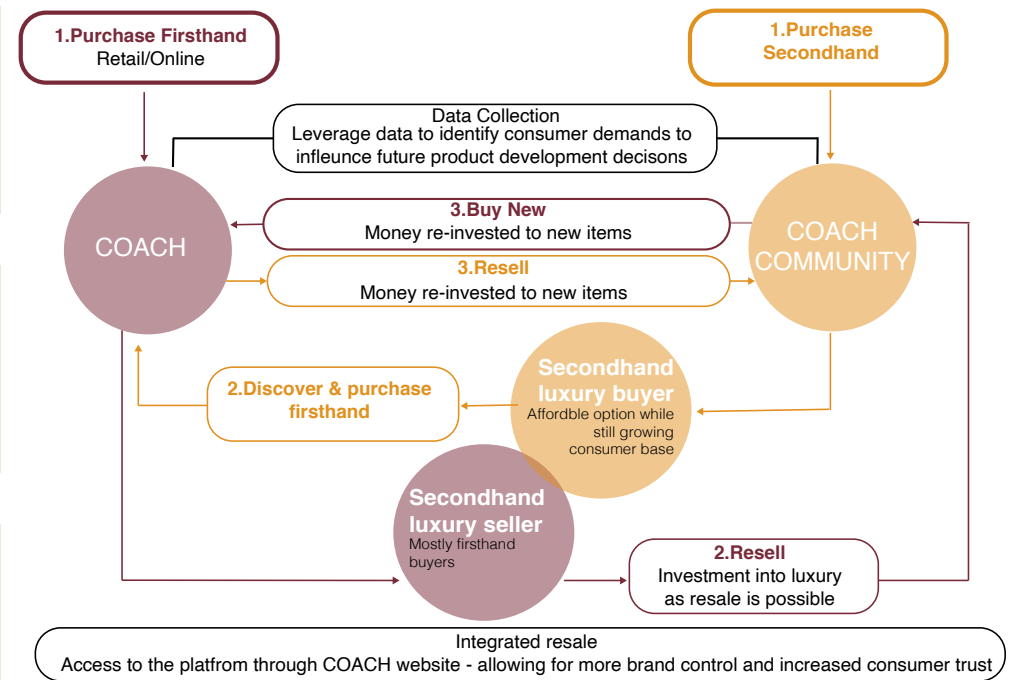 1.Purchase Firsthand
Retail/Online
1.Purchase
Secondhand
Data Collection
Leverage data to identify consumer demands to
infleunce future product development decisons
COACH
3.Buy New
Money re-invested to new items
3.Resell
Money re-invested to new items
COACH
COMMUNITY
2.Discover & purchase
firsthand
Secondhand
luxury buyer
Affordble option while
still growing
consumer base
Secondhand
luxury seller
Mostly firsthand
buyers
2.Resell
Investment into luxury
as resale is possible
Integrated resale
Access to the platfrom through COACH website - allowing for more brand control and increased consumer trust